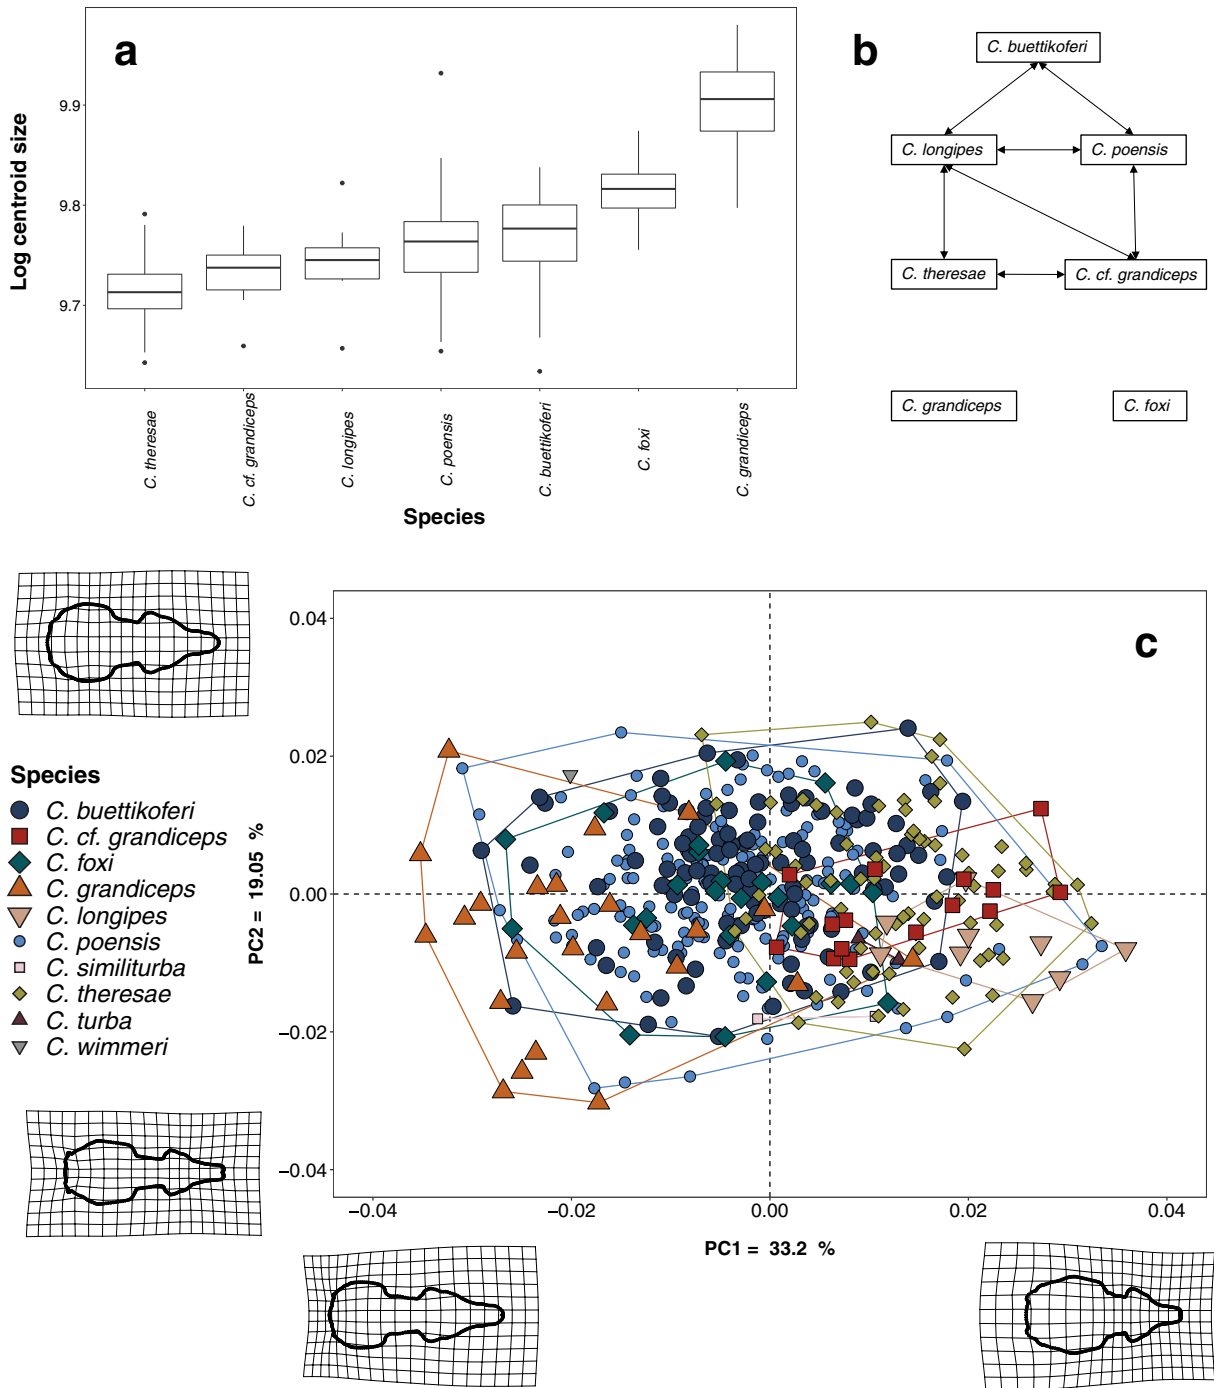 a
Log centroid size
9.9
9.8
9.7
C. theresae
C. cf. grandiceps
C. longipes
C. poensis
C. buettikoferi
C. foxi
C. grandiceps
Species
b
C. buettikoferi
C. longipes
C. poensis
C. theresae
C. cf. grandiceps
C. grandiceps
C. foxi
Species
C. buettikoferi
C. cf. grandiceps
C. foxi
C. grandiceps
C. longipes
C. poensis
C. similiturba
C. theresae
C. turba
C. wimmeri
c
PC2 = 19.05 %
0.04
0.02
0.00
−0.02
−0.04
−0.04
−0.02
0.00
0.02
0.04
PC1 = 33.2 %